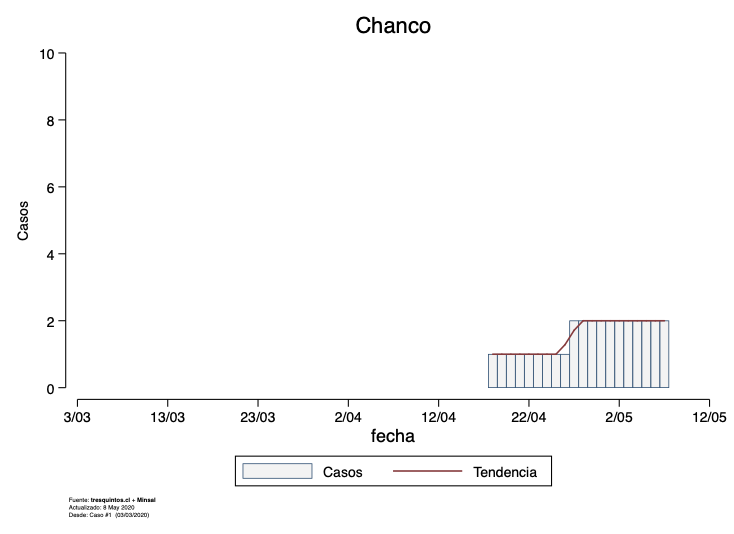 Chanco
10
8
6
4
2
0
Casos
3/03 13/03 23/03 2/04 12/04 22/04 2/05 12/05
fecha
Casos Tendencia
Fuente: tresquintos.cl + Minsal
Actualizado: 8 May 2020
Desde: Caso #1 (03/03/2020)